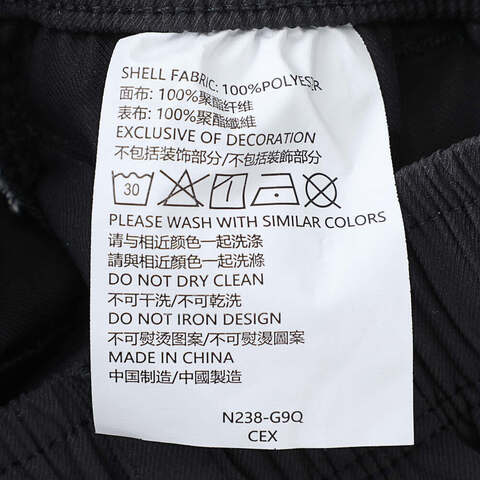 SHELL FABRIC: 100%POLYESTER
面布: 100%聚酯纤维
表布: 100%聚酯纖維
EXCLUSIVE OF DECORATION
不包括装饰部分/不包括裝飾部分
30
PLEASE WASH WITH SIMILAR COLORS
请与相近颜色一起洗涤
請與相近顏色一起洗滌
DO NOT DRY CLEAN
不可干洗/不可乾洗
DO NOT IRON DESIGN
不可熨烫图案/不可熨燙圖案
MADE IN CHINA
中国制造/中國製造
N238-G9Q
CEX